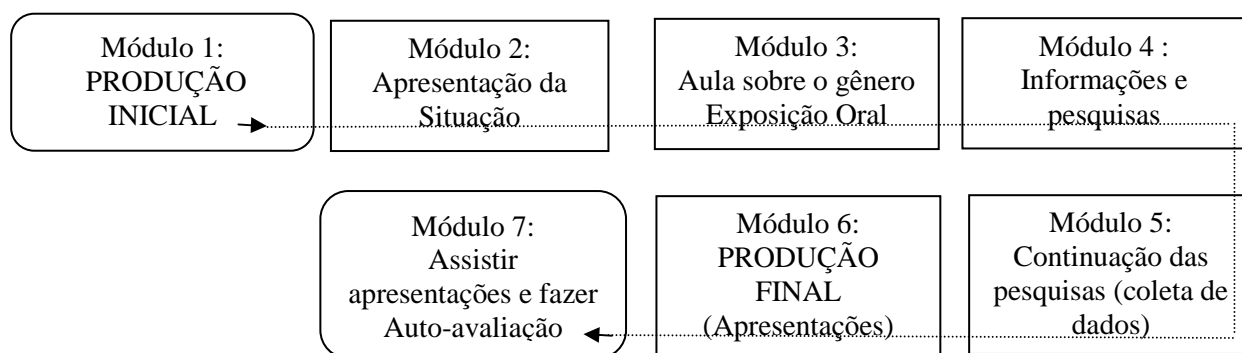 Módulo 1:
PRODUÇÃO
INICIAL
Módulo 2:
Apresentação da
Situação
Módulo 3:
Aula sobre o gênero
Exposição Oral
Módulo 4 :
Informações e
pesquisas
Módulo 7:
Assistir
apresentações e fazer
Auto-avaliação
Módulo 6:
PRODUÇÃO
FINAL
(Apresentações)
Módulo 5:
Continuação das
pesquisas (coleta de
dados)